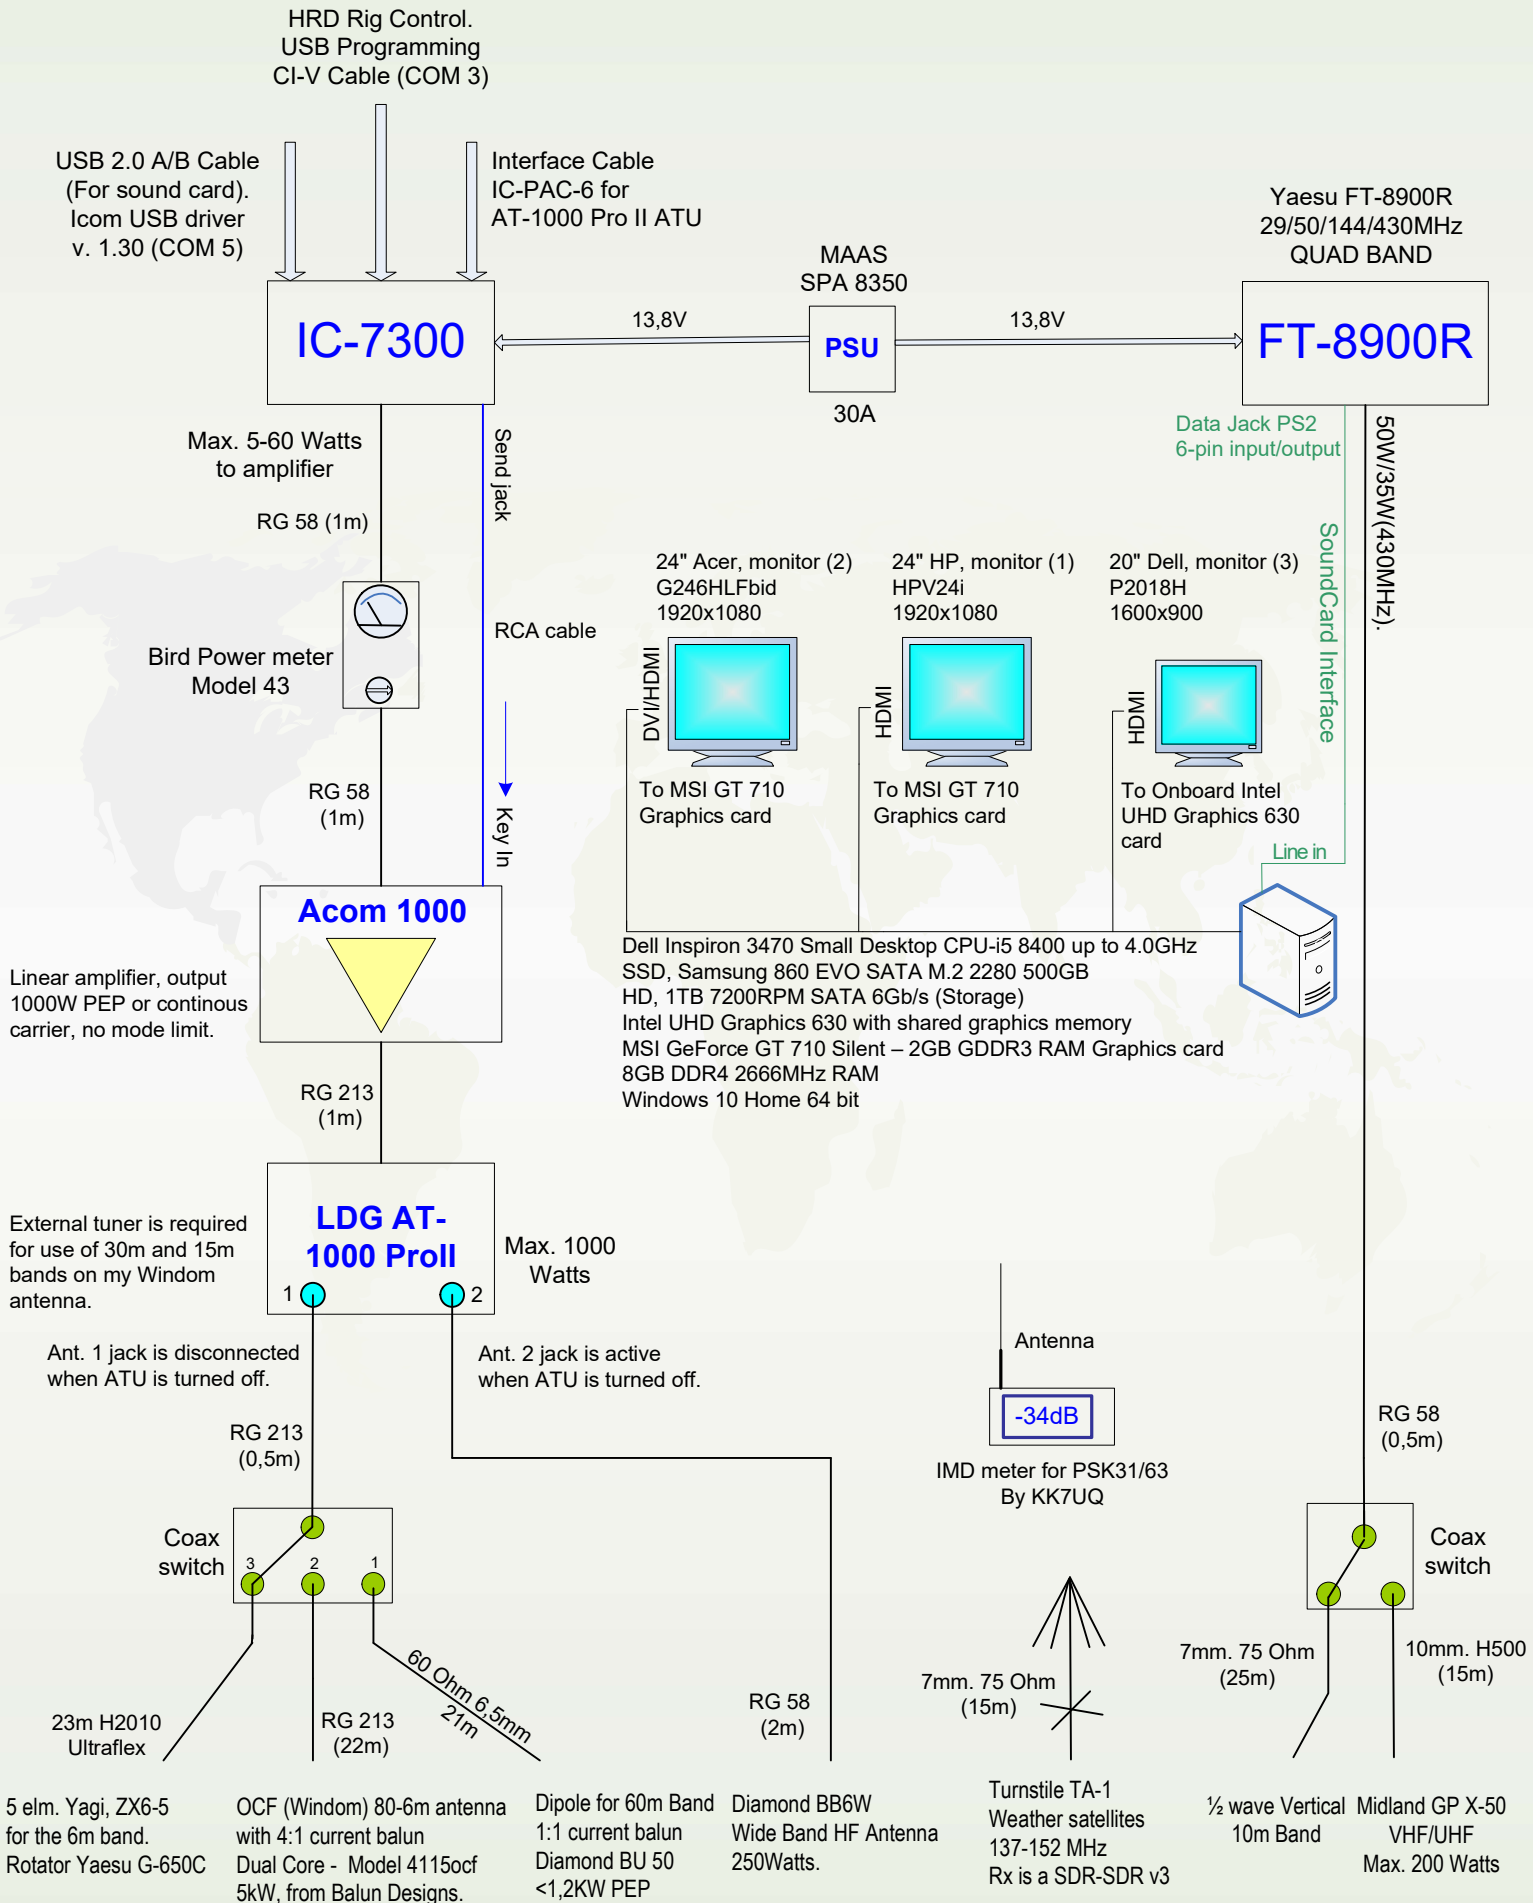 HRD Rig Control.
USB Programming
CI-V Cable (COM 3)
USB 2.0 A/B Cable
(For sound card).
Icom USB driver
v. 1.30 (COM 5)
Interface Cable
IC-PAC-6 for
AT-1000 Pro II ATU
MAAS
SPA 8350
Yaesu FT-8900R
29/50/144/430MHz
QUAD BAND
IC-7300
13,8V
PSU
13,8V
FT-8900R
30A
Max. 5-60 Watts
to amplifier
Send jack
Data Jack PS2
6-pin input/output
50W/35W(430MHz).
RG 58 (1m)
SoundCard Interface
24" Acer, monitor (2)
G246HLFbid
1920x1080
24" HP, monitor (1)
HPV24i
1920x1080
20" Dell, monitor (3)
P2018H
1600x900
RCA cable
Bird Power meter
Model 43
DVI/HDMI
HDMI
HDMI
To MSI GT 710
Graphics card
To MSI GT 710
Graphics card
To Onboard Intel
UHD Graphics 630
card
RG 58
(1m)
Key In
Line in
Acom 1000
Linear amplifier, output
1000W PEP or continous
carrier, no mode limit.
Dell Inspiron 3470 Small Desktop CPU-i5 8400 up to 4.0GHz
SSD, Samsung 860 EVO SATA M.2 2280 500GB
HD, 1TB 7200RPM SATA 6Gb/s (Storage)
Intel UHD Graphics 630 with shared graphics memory
MSI GeForce GT 710 Silent – 2GB GDDR3 RAM Graphics card
8GB DDR4 2666MHz RAM
Windows 10 Home 64 bit
RG 213
(1m)
LDG AT-
1000 ProII
1
2
Max. 1000
Watts
External tuner is required
for use of 30m and 15m
bands on my Windom
antenna.
Ant. 1 jack is disconnected
when ATU is turned off.
Ant. 2 jack is active
when ATU is turned off.
Antenna
-34dB
IMD meter for PSK31/63
By KK7UQ
RG 213
(0,5m)
RG 58
(0,5m)
Coax
switch
3
2
1
Coax
switch
60 Ohm 6,5mm
21m
7mm. 75 Ohm
(15m)
7mm. 75 Ohm
(25m)
10mm. H500
(15m)
23m H2010
Ultraflex
RG 213
(22m)
RG 58
(2m)
5 elm. Yagi, ZX6-5
for the 6m band.
Rotator Yaesu G-650C
OCF (Windom) 80-6m antenna
with 4:1 current balun
Dual Core - Model 4115ocf
5kW, from Balun Designs.
Dipole for 60m Band
1:1 current balun
Diamond BU 50
<1,2KW PEP
Diamond BB6W
Wide Band HF Antenna
250Watts.
Turnstile TA-1
Weather satellites
137-152 MHz
Rx is a SDR-SDR v3
½ wave Vertical
10m Band
Midland GP X-50
VHF/UHF
Max. 200 Watts